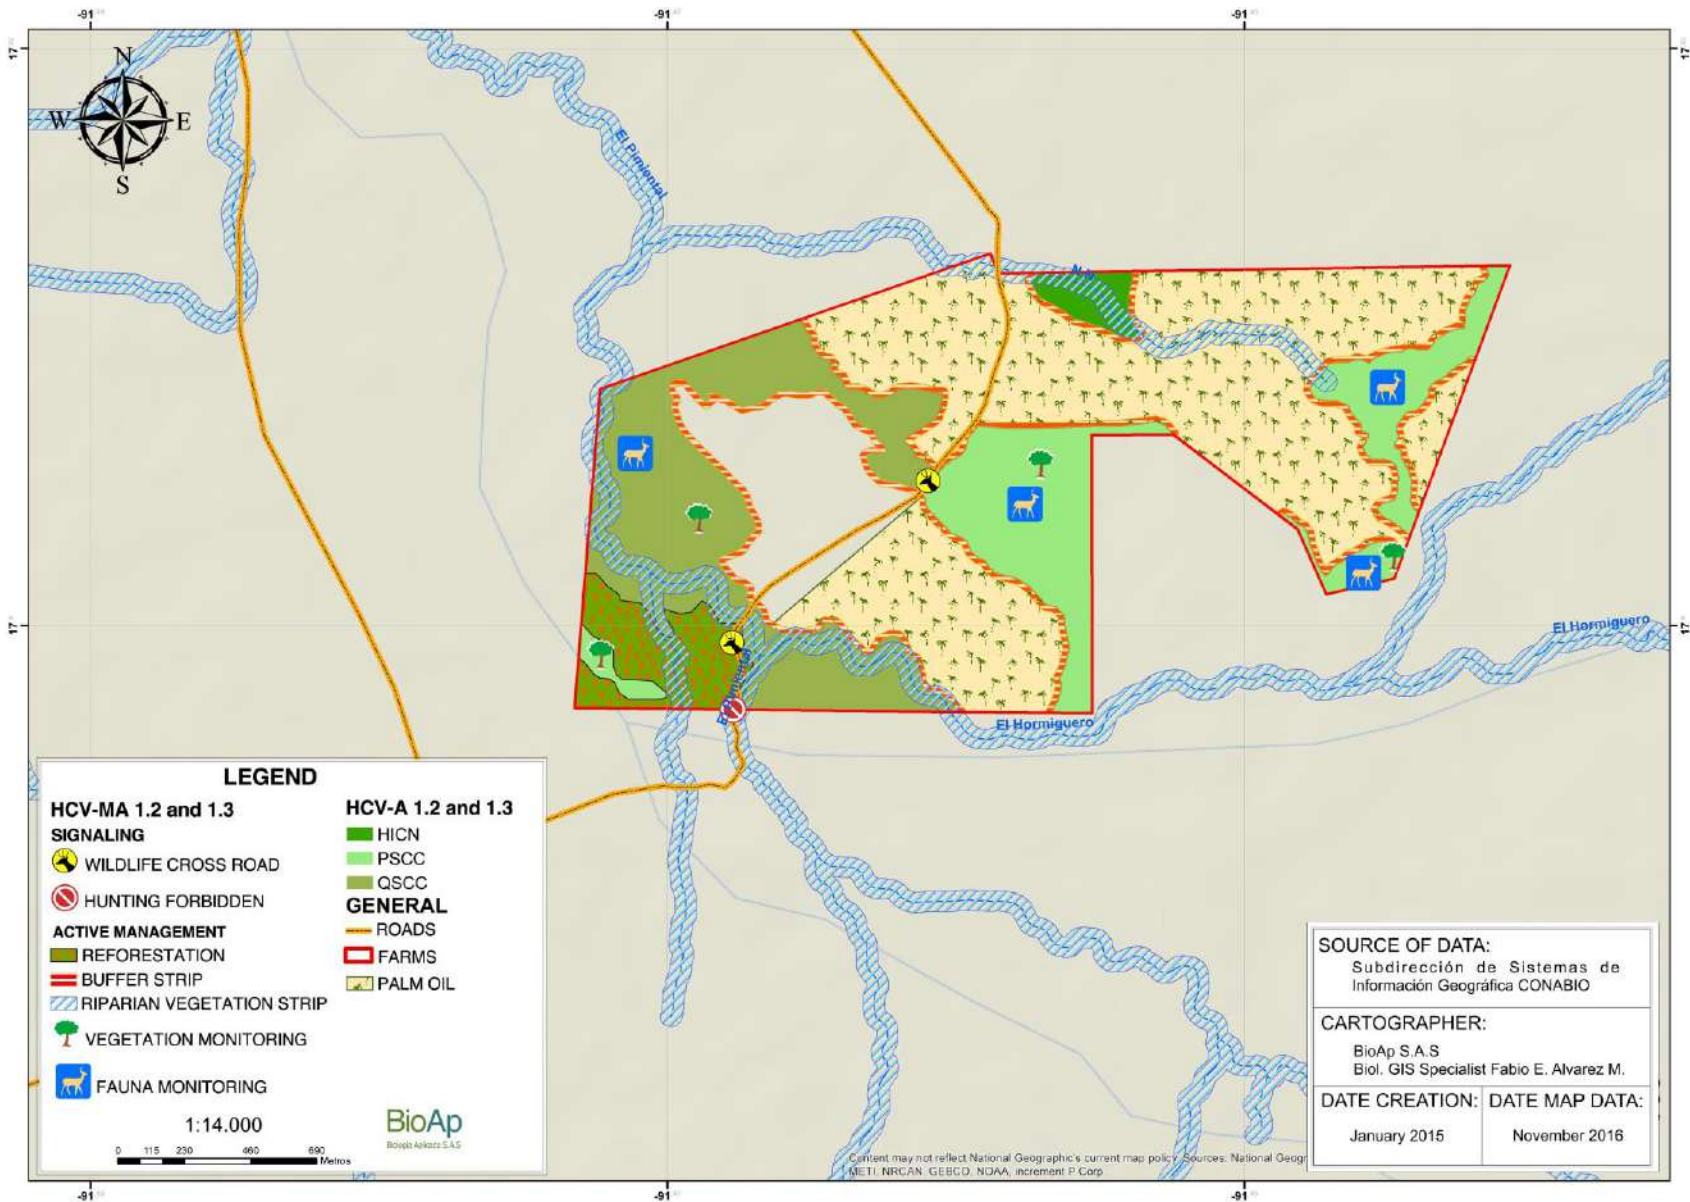 -91
-91
-91
17
17
N
W
E
S
El Pimiental
El Hormiguero
El Hormiguero
17
17
LEGEND
HCV-MA 1.2 and 1.3
SIGNALING
WILDLIFE CROSS ROAD
HUNTING FORBIDDEN
ACTIVE MANAGEMENT
REFORESTATION
BUFFER STRIP
RIPARIAN VEGETATION STRIP
VEGETATION MONITORING
FAUNA MONITORING
HCV-A 1.2 and 1.3
HICN
PSCC
QSCC
GENERAL
ROADS
FARMS
PALM OIL
1:14.000
0 115 230 460 690
Metros
BioAp
Biología Aplicada S.A.S
SOURCE OF DATA:
Subdirección de Sistemas de
Información Geográfica CONABIO
CARTOGRAPHER:
BioAp S.A.S
Biol. GIS Specialist Fabio E. Alvarez M.
DATE CREATION:
January 2015
DATE MAP DATA:
November 2016
Content may not reflect National Geographic's current map policy. Sources: National Geogr
METI, NRCAN, GEBCO, NOAA, increment P Corp
-91
-91
-91